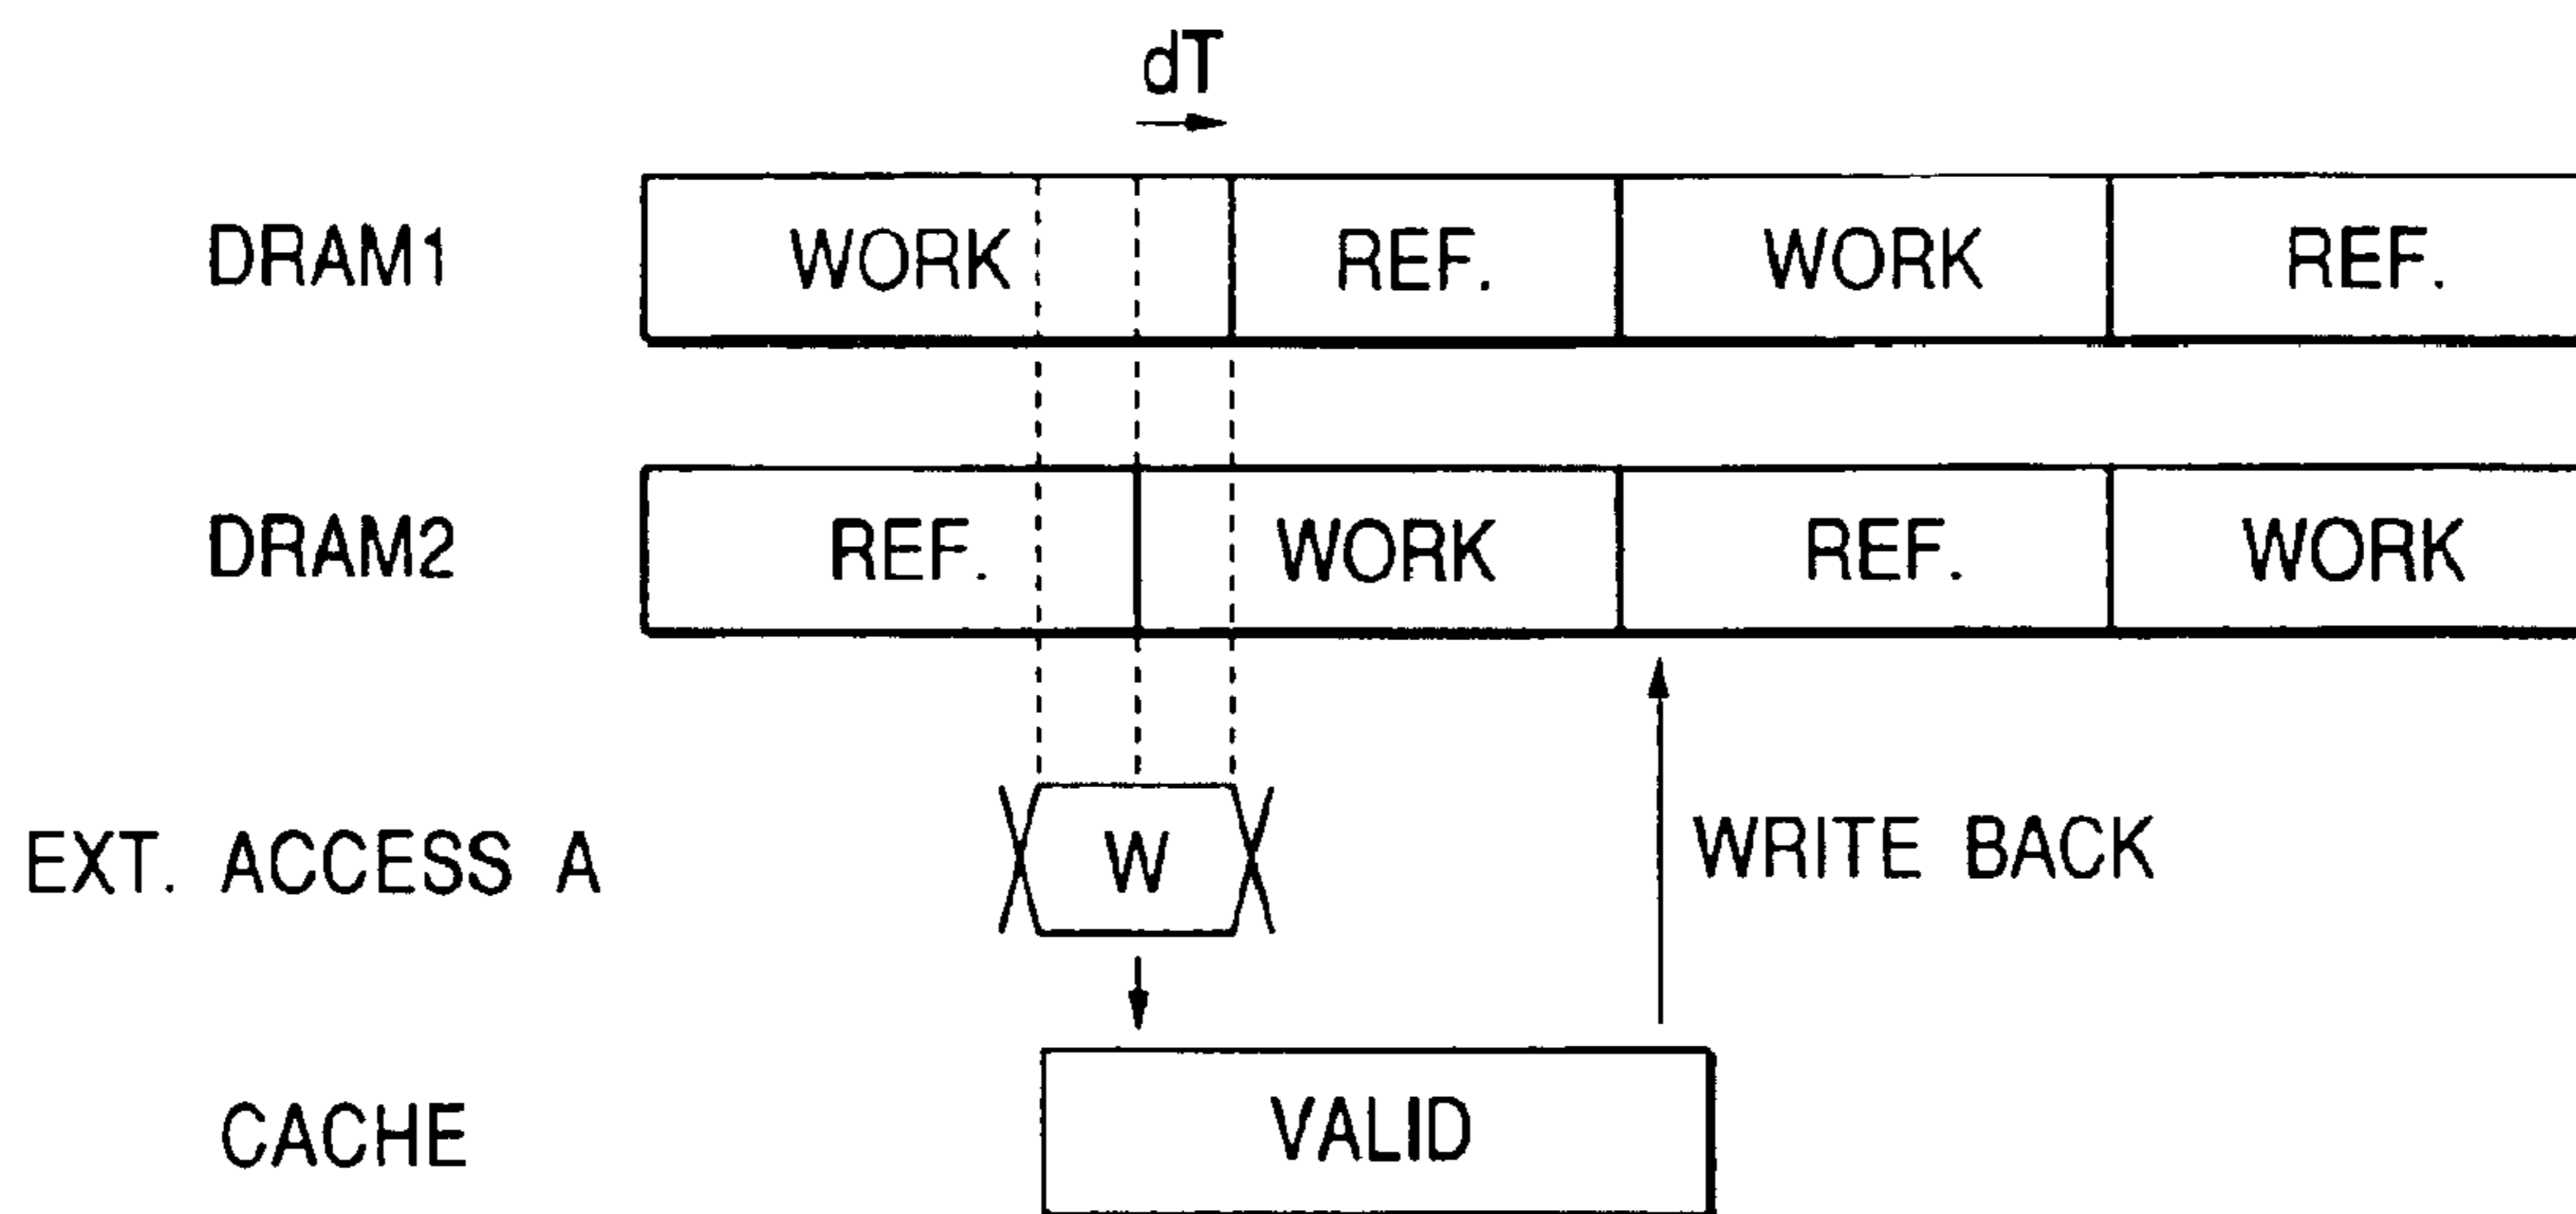 dT
DRAM1 WORK REF. WORK REF.
DRAM2 REF. WORK REF. WORK
EXT. ACCESS A W WRITE BACK
CACHE VALID